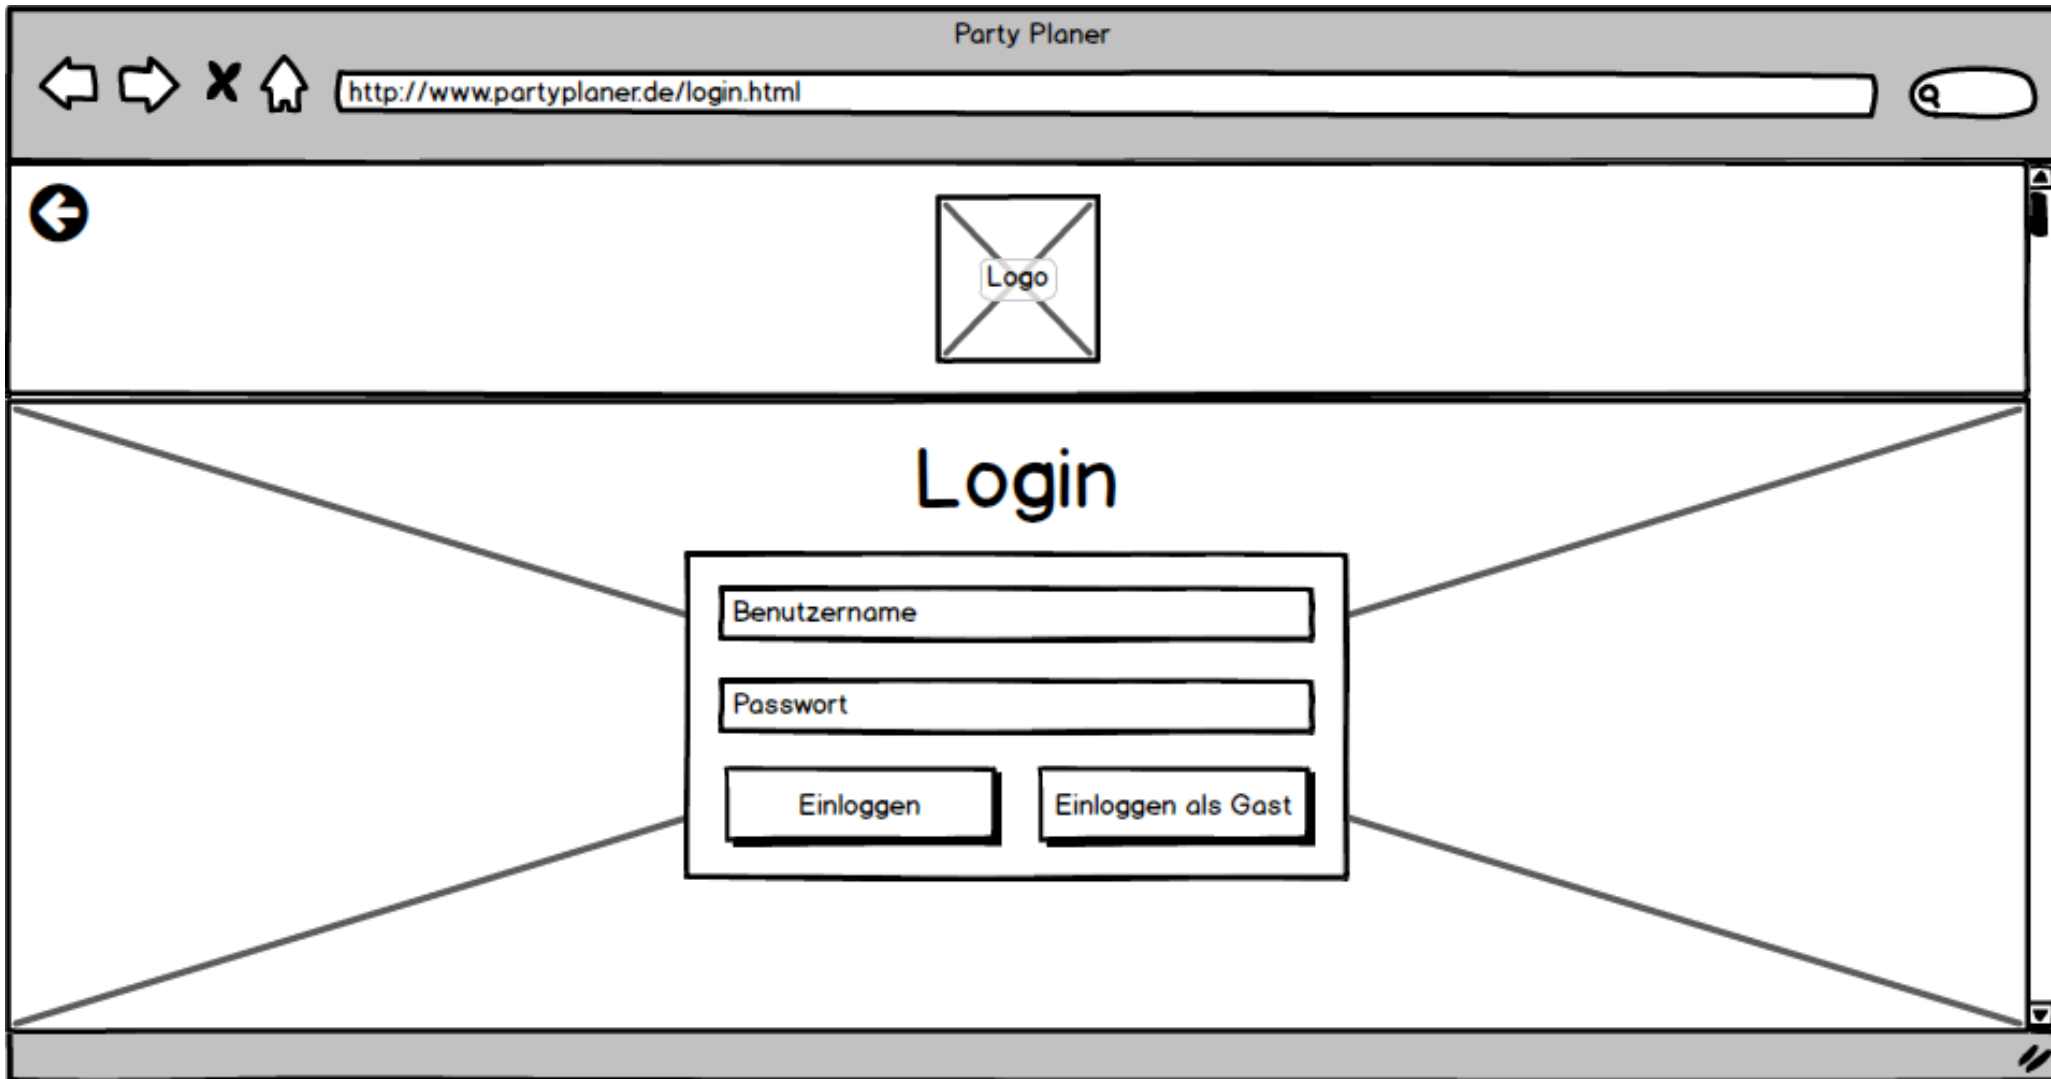 Party Planer
http://www.partyplaner.de/login.html
Logo
Login
Benutzername
Passwort
Einloggen
Einloggen als Gast